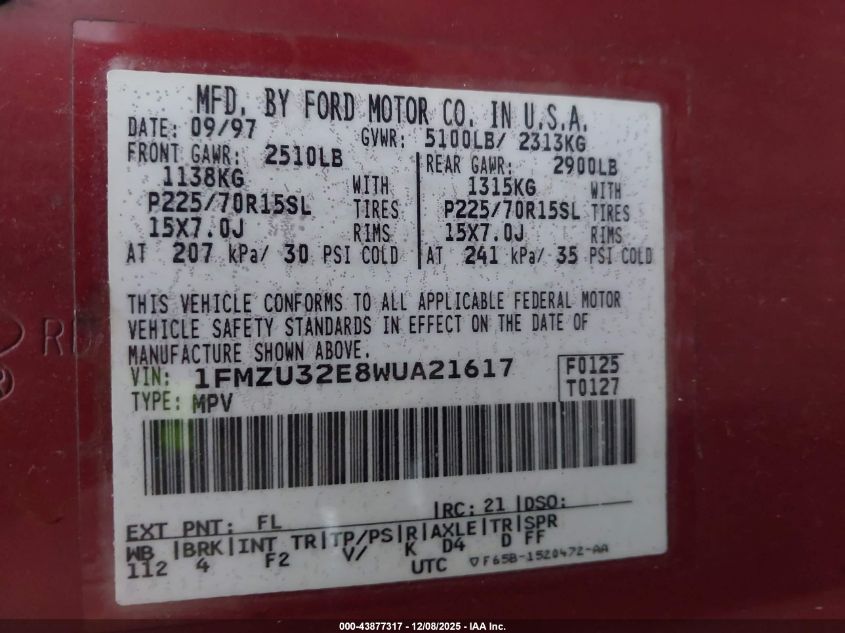 MFD. BY FORD MOTOR CO. IN U.S.A.
DATE: 09/97 GVWR: 5100LB/ 2313KG
FRONT GAWR: 2510LB REAR GAWR: 2900LB
1138KG WITH 1315KG WITH
P225/70R15SL TIRES P225/70R15SL TIRES
15X7.0J RIMS 15X7.0J RIMS
AT 207 kPa/ 30 PSI COLD AT 241 kPa/ 35 PSI COLD
THIS VEHICLE CONFORMS TO ALL APPLICABLE FEDERAL MOTOR
VEHICLE SAFETY STANDARDS IN EFFECT ON THE DATE OF
MANUFACTURE SHOWN ABOVE.
VIN: 1FMZU32E8WUA21617 F0125
TYPE: MPV T0127
EXT PNT: FL RC: 21 DSO:
WB BRK INT TR TP/PS R AXLE TR SPR
112 4 F2 V/ K D4 D FF
UTC ▽F65B-1520472-AA
000-43877317 - 12/08/2025 - IAA Inc.